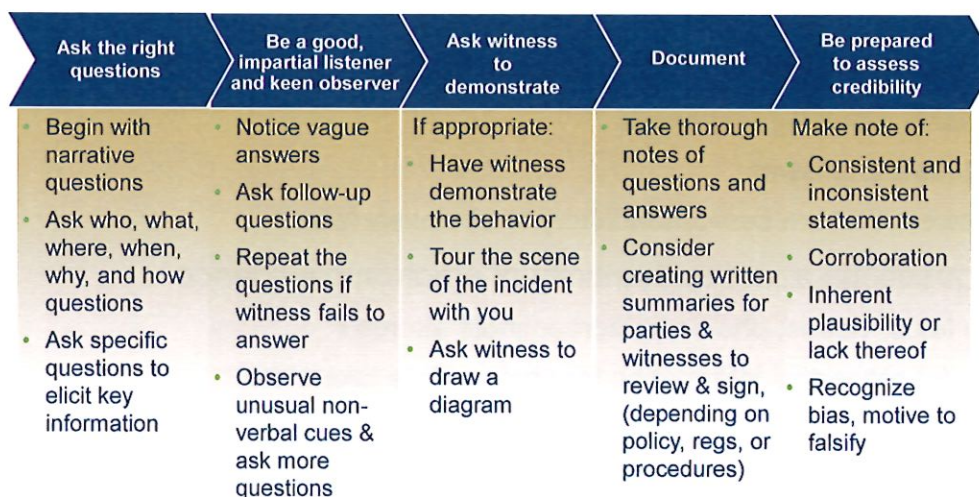 Ask the right
questions
Be a good,
impartial listener
and keen observer
Ask witness
to
demonstrate
Document
Be prepared
to assess
credibility
• Begin with
narrative
questions
• Ask who, what,
where, when,
why, and how
questions
• Ask specific
questions to
elicit key
information
• Notice vague
answers
• Ask follow-up
questions
• Repeat the
questions if
witness fails to
answer
• Observe
unusual non-
verbal cues &
ask more
questions
If appropriate:
• Have witness
demonstrate
the behavior
• Tour the scene
of the incident
with you
• Ask witness to
draw a
diagram
• Take thorough
notes of
questions and
answers
• Consider
creating written
summaries for
parties &
witnesses to
review & sign,
(depending on
policy, regs, or
procedures)
Make note of:
• Consistent and
inconsistent
statements
• Corroboration
• Inherent
plausibility or
lack thereof
• Recognize
bias, motive to
falsify